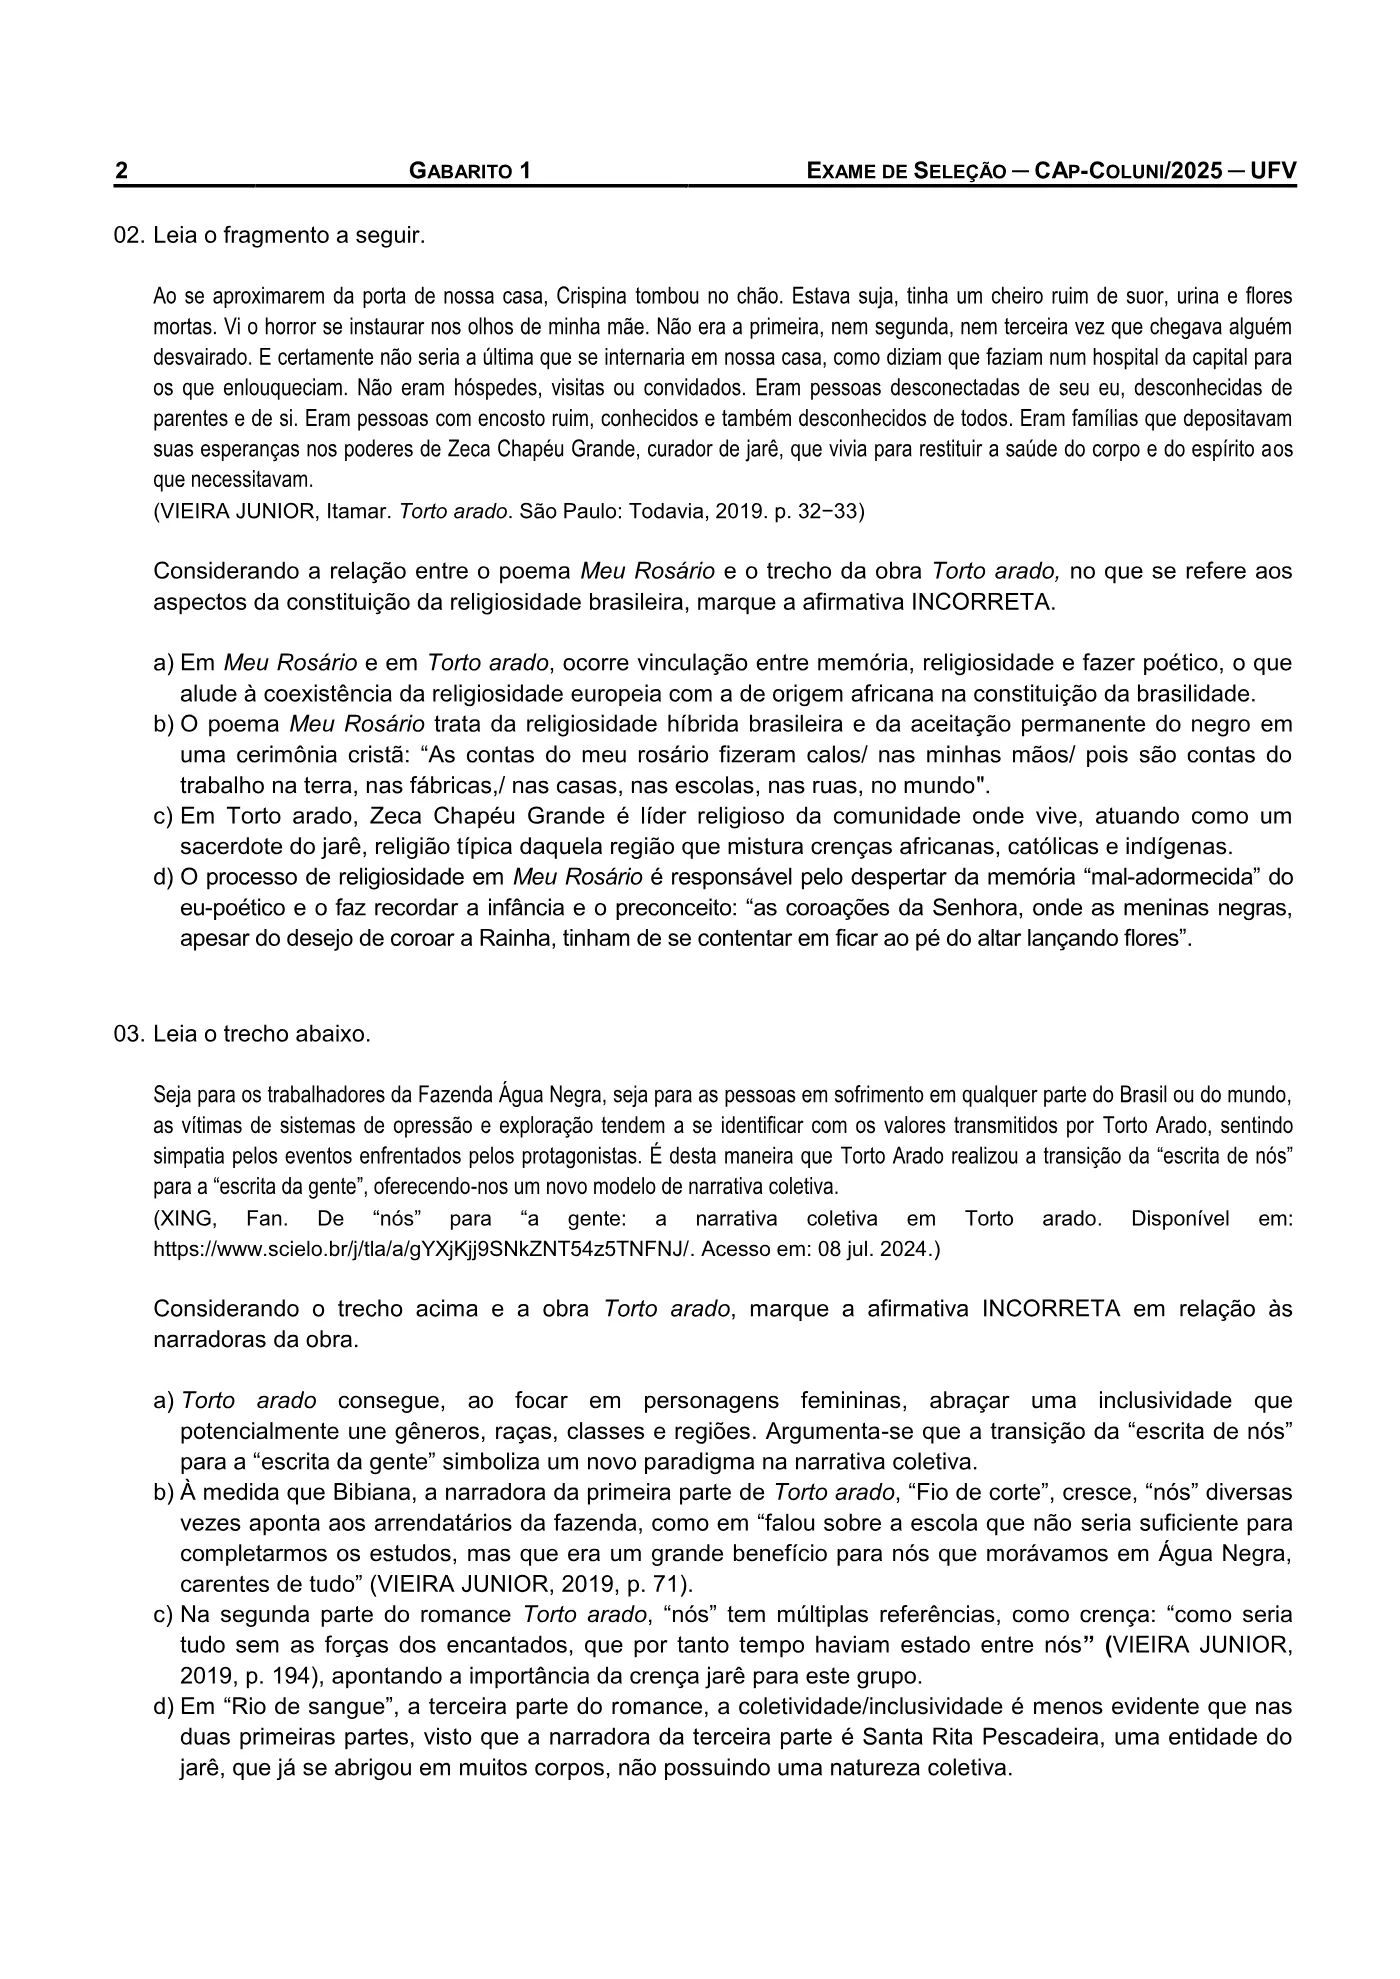 2 GABARITO 1 EXAME DE SELEÇÃO — CAP-COLUNI/2025 — UFV
02. Leia o fragmento a seguir.
Ao se aproximarem da porta de nossa casa, Crispina tombou no chão. Estava suja, tinha um cheiro ruim de suor, urina e flores
mortas. Vi o horror se instaurar nos olhos de minha mãe. Não era a primeira, nem segunda, nem terceira vez que chegava alguém
desvairado. E certamente não seria a última que se internaria em nossa casa, como diziam que faziam num hospital da capital para
os que enlouqueciam. Não eram hóspedes, visitas ou convidados. Eram pessoas desconectadas de seu eu, desconhecidas de
parentes e de si. Eram pessoas com encosto ruim, conhecidos e também desconhecidos de todos. Eram famílias que depositavam
suas esperanças nos poderes de Zeca Chapéu Grande, curador de jarê, que vivia para restituir a saúde do corpo e do espírito aos
que necessitavam.
(VIEIRA JUNIOR, Itamar. Torto arado. São Paulo: Todavia, 2019. p. 32−33)
Considerando a relação entre o poema Meu Rosário e o trecho da obra Torto arado, no que se refere aos
aspectos da constituição da religiosidade brasileira, marque a afirmativa INCORRETA.
a) Em Meu Rosário e em Torto arado, ocorre vinculação entre memória, religiosidade e fazer poético, o que
alude à coexistência da religiosidade europeia com a de origem africana na constituição da brasilidade.
b) O poema Meu Rosário trata da religiosidade híbrida brasileira e da aceitação permanente do negro em
uma cerimônia cristã: “As contas do meu rosário fizeram calos/ nas minhas mãos/ pois são contas do
trabalho na terra, nas fábricas,/ nas casas, nas escolas, nas ruas, no mundo".
c) Em Torto arado, Zeca Chapéu Grande é líder religioso da comunidade onde vive, atuando como um
sacerdote do jarê, religião típica daquela região que mistura crenças africanas, católicas e indígenas.
d) O processo de religiosidade em Meu Rosário é responsável pelo despertar da memória “mal-adormecida” do
eu-poético e o faz recordar a infância e o preconceito: “as coroações da Senhora, onde as meninas negras,
apesar do desejo de coroar a Rainha, tinham de se contentar em ficar ao pé do altar lançando flores”.
03. Leia o trecho abaixo.
Seja para os trabalhadores da Fazenda Água Negra, seja para as pessoas em sofrimento em qualquer parte do Brasil ou do mundo,
as vítimas de sistemas de opressão e exploração tendem a se identificar com os valores transmitidos por Torto Arado, sentindo
simpatia pelos eventos enfrentados pelos protagonistas. É desta maneira que Torto Arado realizou a transição da “escrita de nós”
para a “escrita da gente”, oferecendo-nos um novo modelo de narrativa coletiva.
(XING, Fan. De “nós” para “a gente: a narrativa coletiva em Torto arado. Disponível em:
https://www.scielo.br/j/tla/a/gYXjKjj9SNkZNT54z5TNFNJ/. Acesso em: 08 jul. 2024.)
Considerando o trecho acima e a obra Torto arado, marque a afirmativa INCORRETA em relação às
narradoras da obra.
a) Torto arado consegue, ao focar em personagens femininas, abraçar uma inclusividade que
potencialmente une gêneros, raças, classes e regiões. Argumenta-se que a transição da “escrita de nós”
para a “escrita da gente” simboliza um novo paradigma na narrativa coletiva.
b) À medida que Bibiana, a narradora da primeira parte de Torto arado, “Fio de corte”, cresce, “nós” diversas
vezes aponta aos arrendatários da fazenda, como em “falou sobre a escola que não seria suficiente para
completarmos os estudos, mas que era um grande benefício para nós que morávamos em Água Negra,
carentes de tudo” (VIEIRA JUNIOR, 2019, p. 71).
c) Na segunda parte do romance Torto arado, “nós” tem múltiplas referências, como crença: “como seria
tudo sem as forças dos encantados, que por tanto tempo haviam estado entre nós” (VIEIRA JUNIOR,
2019, p. 194), apontando a importância da crença jarê para este grupo.
d) Em “Rio de sangue”, a terceira parte do romance, a coletividade/inclusividade é menos evidente que nas
duas primeiras partes, visto que a narradora da terceira parte é Santa Rita Pescadeira, uma entidade do
jarê, que já se abrigou em muitos corpos, não possuindo uma natureza coletiva.